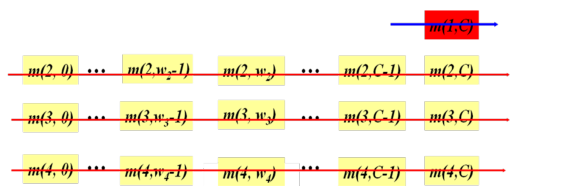 m(1,C)
m(2, 0) ... m(2,w₂-1) m(2, w₂) ... m(2,C-1) m(2,C)
m(3, 0) ... m(3,w₃-1) m(3, w₃) ... m(3,C-1) m(3,C)
m(4, 0) ... m(4,w₄-1) m(4, w₄) ... m(4,C-1) m(4,C)